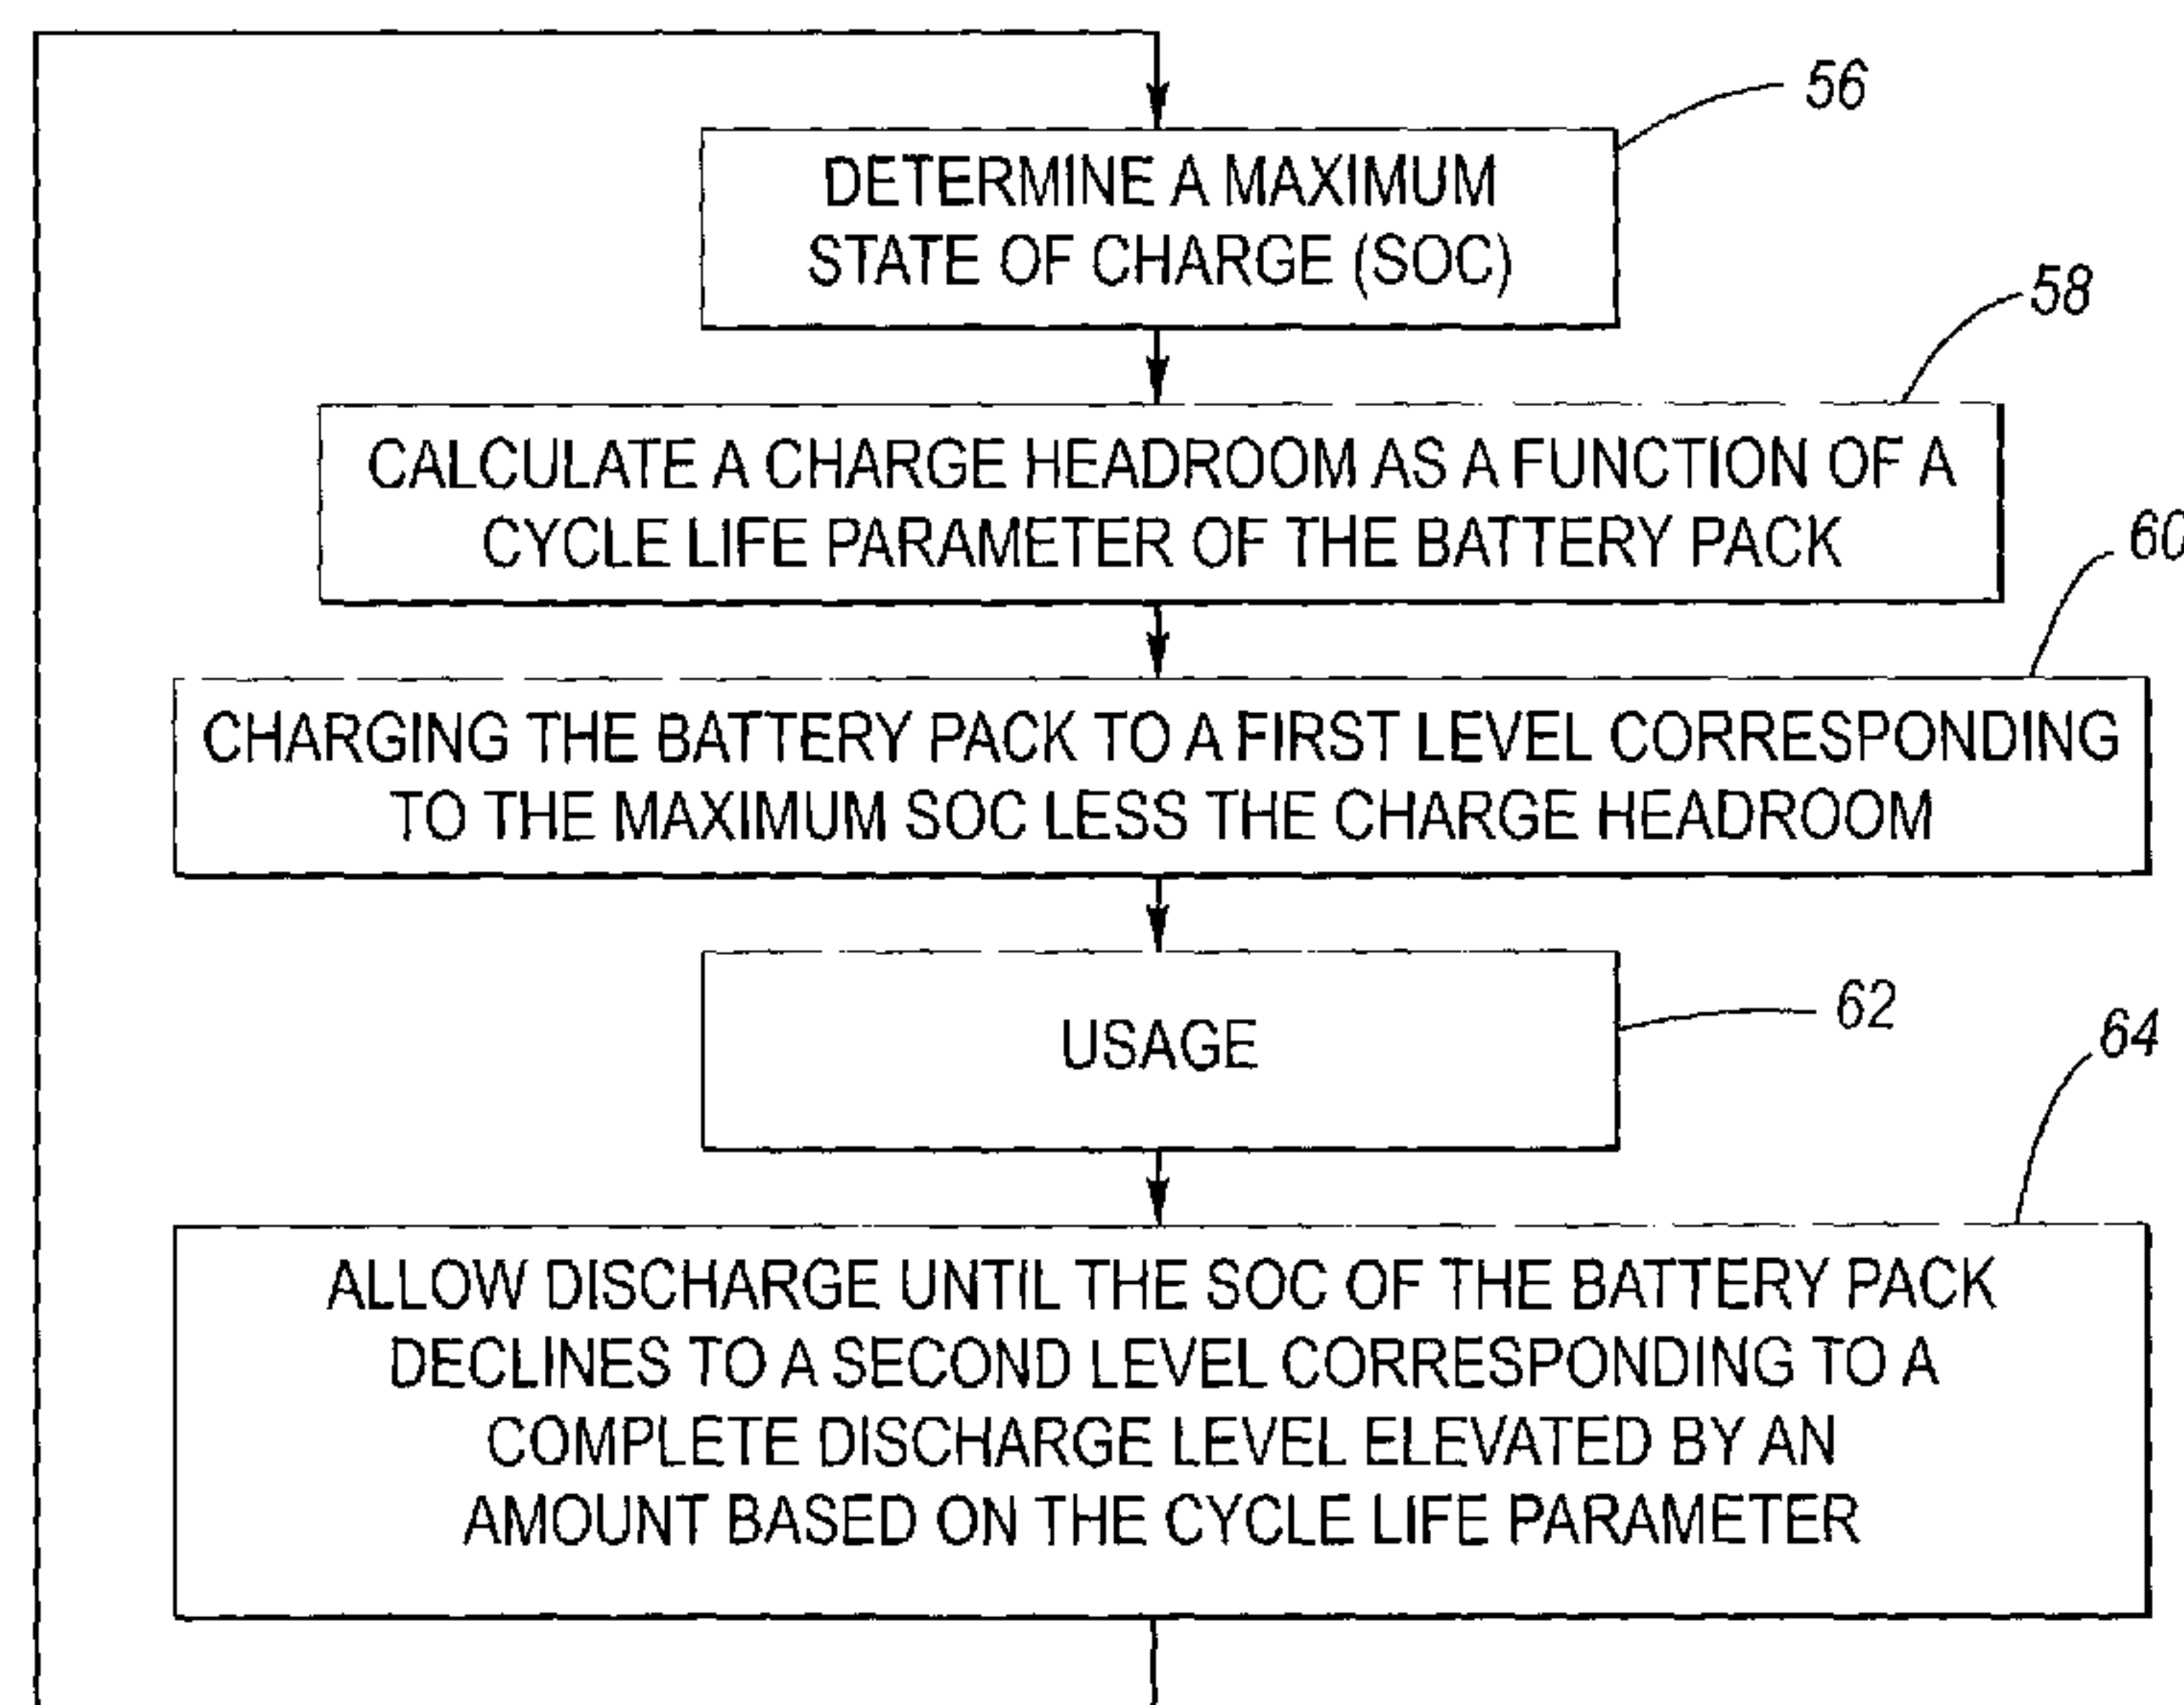 56
DETERMINE A MAXIMUM
STATE OF CHARGE (SOC)
58
CALCULATE A CHARGE HEADROOM AS A FUNCTION OF A
CYCLE LIFE PARAMETER OF THE BATTERY PACK
60
CHARGING THE BATTERY PACK TO A FIRST LEVEL CORRESPONDING
TO THE MAXIMUM SOC LESS THE CHARGE HEADROOM
62
USAGE
64
ALLOW DISCHARGE UNTIL THE SOC OF THE BATTERY PACK
DECLINES TO A SECOND LEVEL CORRESPONDING TO A
COMPLETE DISCHARGE LEVEL ELEVATED BY AN
AMOUNT BASED ON THE CYCLE LIFE PARAMETER